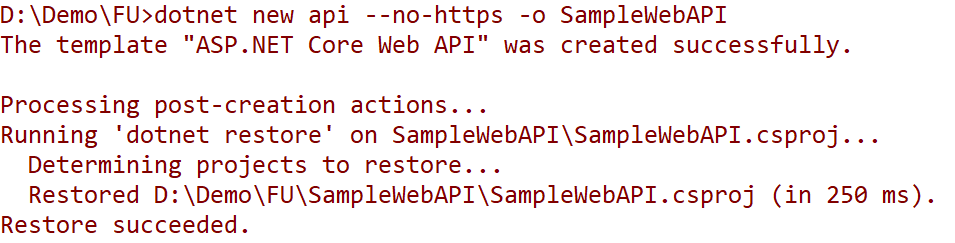 D:\Demo\FU>dotnet new api --no-https -o SampleWebAPI
The template "ASP.NET Core Web API" was created successfully.
Processing post-creation actions...
Running 'dotnet restore' on SampleWebAPI\SampleWebAPI.csproj...
Determining projects to restore...
Restored D:\Demo\FU\SampleWebAPI\SampleWebAPI.csproj (in 250 ms).
Restore succeeded.